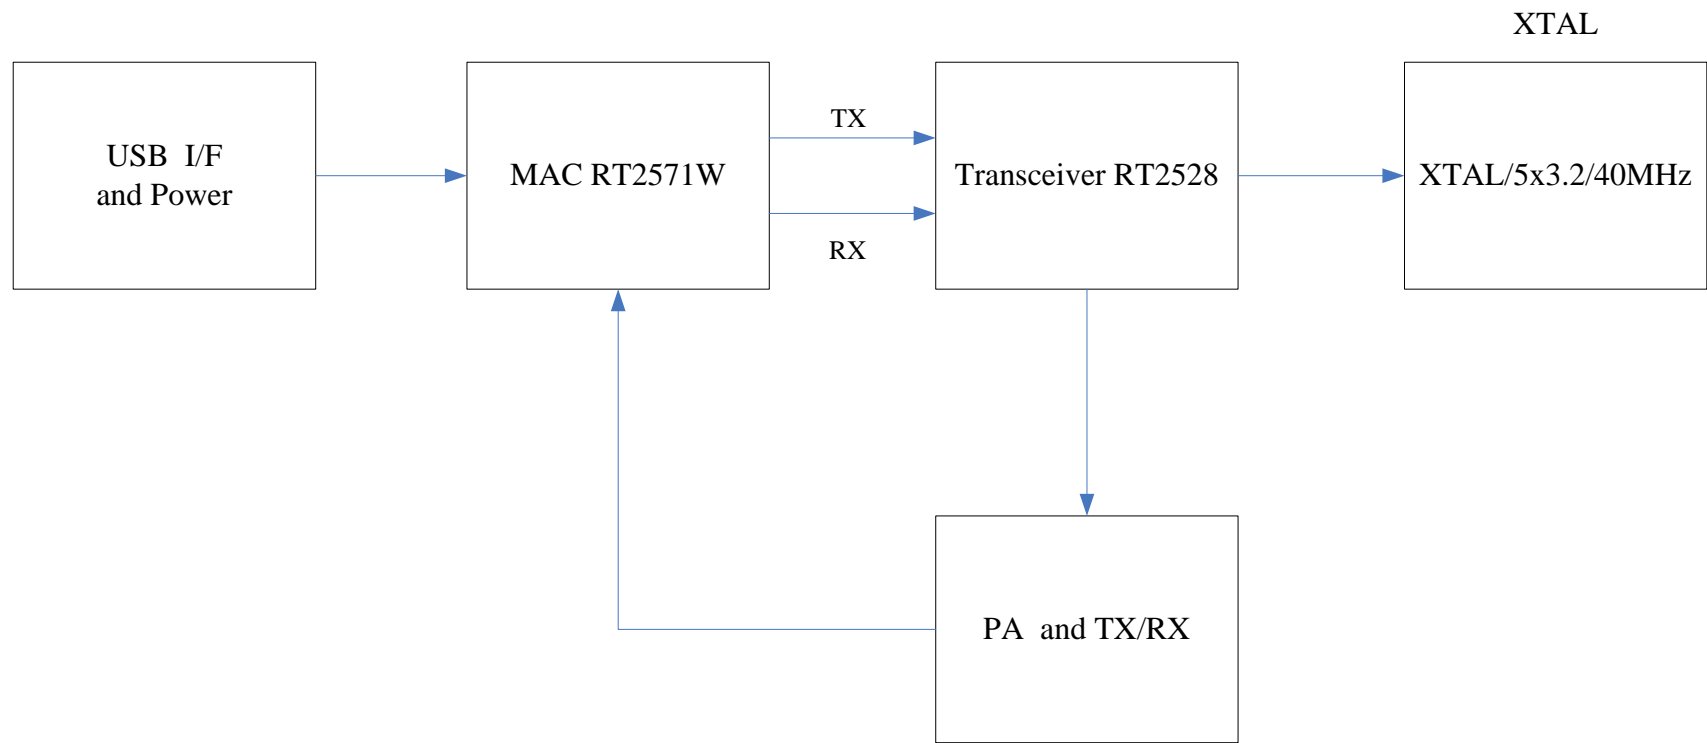 XTAL
USB I/F
and Power
MAC RT2571W
TX
RX
Transceiver RT2528
XTAL/5x3.2/40MHz
PA and TX/RX